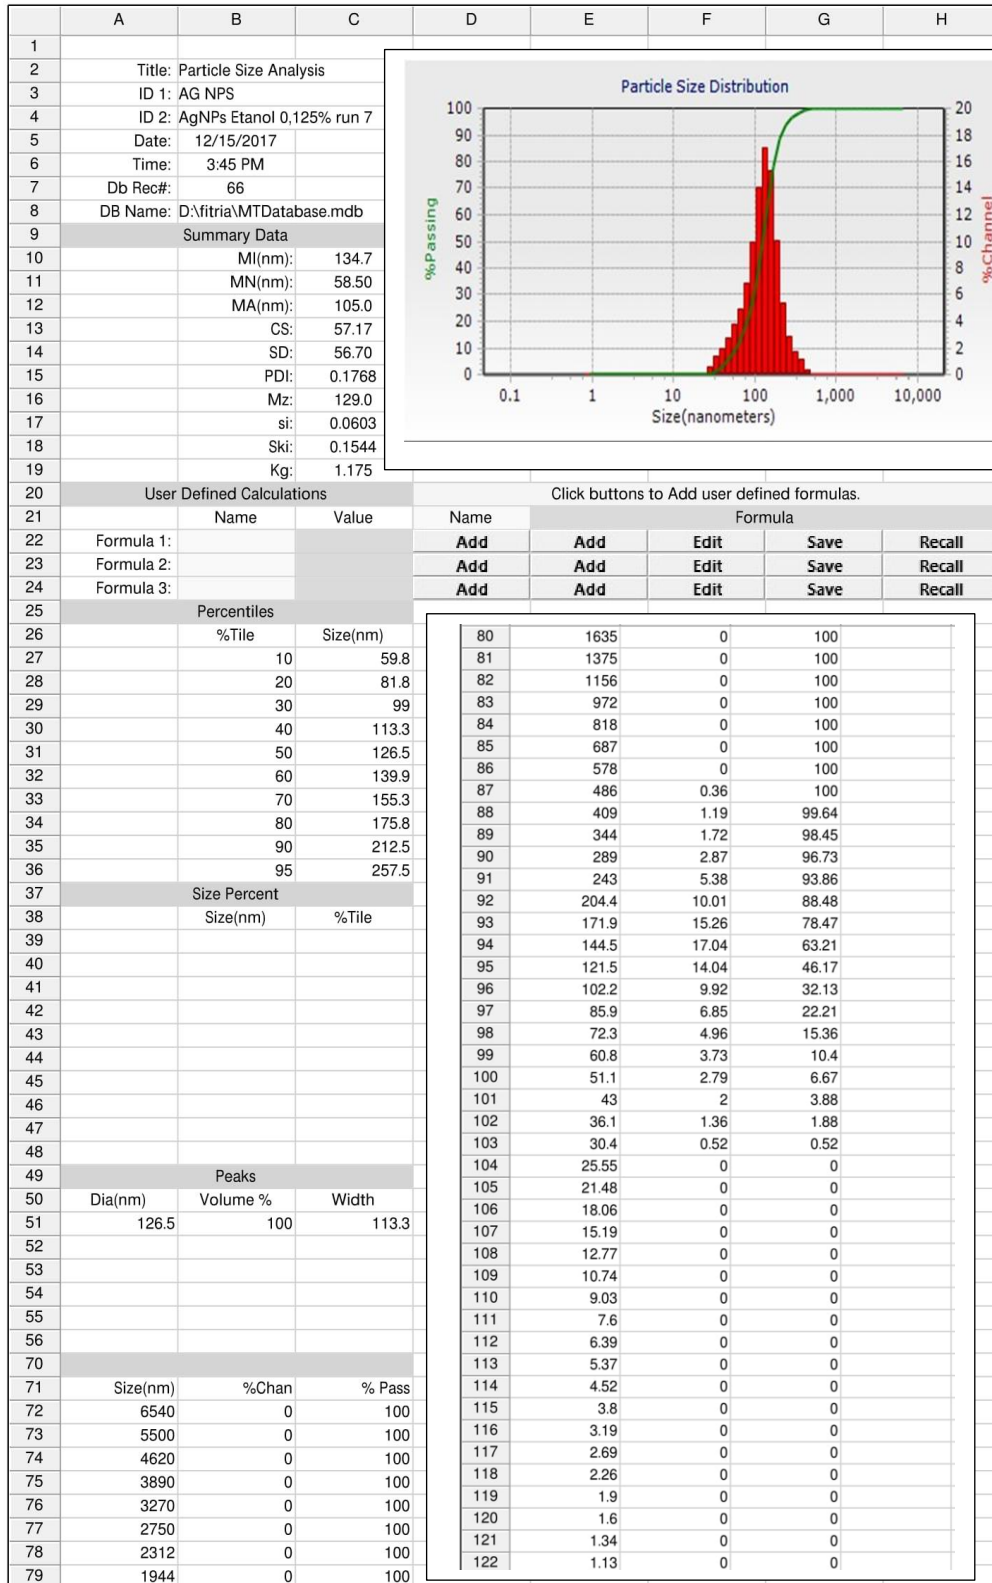 A B C D E F G H
1
2 Title: Particle Size Analysis
3 ID 1: AG NPS
4 ID 2: AgNPs Etanol 0,125% run 7
5 Date: 12/15/2017
6 Time: 3:45 PM
7 Db Rec#: 66
8 DB Name: D:\fitria\MTDatabase.mdb
9 Summary Data
10 MI(nm): 134.7
11 MN(nm): 58.50
12 MA(nm): 105.0
13 CS: 57.17
14 SD: 56.70
15 PDI: 0.1768
16 Mz: 129.0
17 si: 0.0603
18 Ski: 0.1544
19 Kg: 1.175
Particle Size Distribution
%Passing
100
90
80
70
60
50
40
30
20
10
0
%Channel
20
18
16
14
12
10
8
6
4
2
0
0.1 1 10 100 1,000 10,000
Size(nanometers)
20 User Defined Calculations Click buttons to Add user defined formulas.
21 Name Value Name Formula
22 Formula 1: Add Add Edit Save Recall
23 Formula 2: Add Add Edit Save Recall
24 Formula 3: Add Add Edit Save Recall
25 Percentiles
26 %Tile Size(nm)
27 10 59.8
28 20 81.8
29 30 99
30 40 113.3
31 50 126.5
32 60 139.9
33 70 155.3
34 80 175.8
35 90 212.5
36 95 257.5
37 Size Percent
38 Size(nm) %Tile
39
40
41
42
43
44
45
46
47
48
49 Peaks
50 Dia(nm) Volume % Width
51 126.5 100 113.3
52
53
54
55
56
70
71 Size(nm) %Chan % Pass
72 6540 0 100
73 5500 0 100
74 4620 0 100
75 3890 0 100
76 3270 0 100
77 2750 0 100
78 2312 0 100
79 1944 0 100
80 1635 0 100
81 1375 0 100
82 1156 0 100
83 972 0 100
84 818 0 100
85 687 0 100
86 578 0 100
87 486 0.36 100
88 409 1.19 99.64
89 344 1.72 98.45
90 289 2.87 96.73
91 243 5.38 93.86
92 204.4 10.01 88.48
93 171.9 15.26 78.47
94 144.5 17.04 63.21
95 121.5 14.04 46.17
96 102.2 9.92 32.13
97 85.9 6.85 22.21
98 72.3 4.96 15.36
99 60.8 3.73 10.4
100 51.1 2.79 6.67
101 43 2 3.88
102 36.1 1.36 1.88
103 30.4 0.52 0.52
104 25.55 0 0
105 21.48 0 0
106 18.06 0 0
107 15.19 0 0
108 12.77 0 0
109 10.74 0 0
110 9.03 0 0
111 7.6 0 0
112 6.39 0 0
113 5.37 0 0
114 4.52 0 0
115 3.8 0 0
116 3.19 0 0
117 2.69 0 0
118 2.26 0 0
119 1.9 0 0
120 1.6 0 0
121 1.34 0 0
122 1.13 0 0